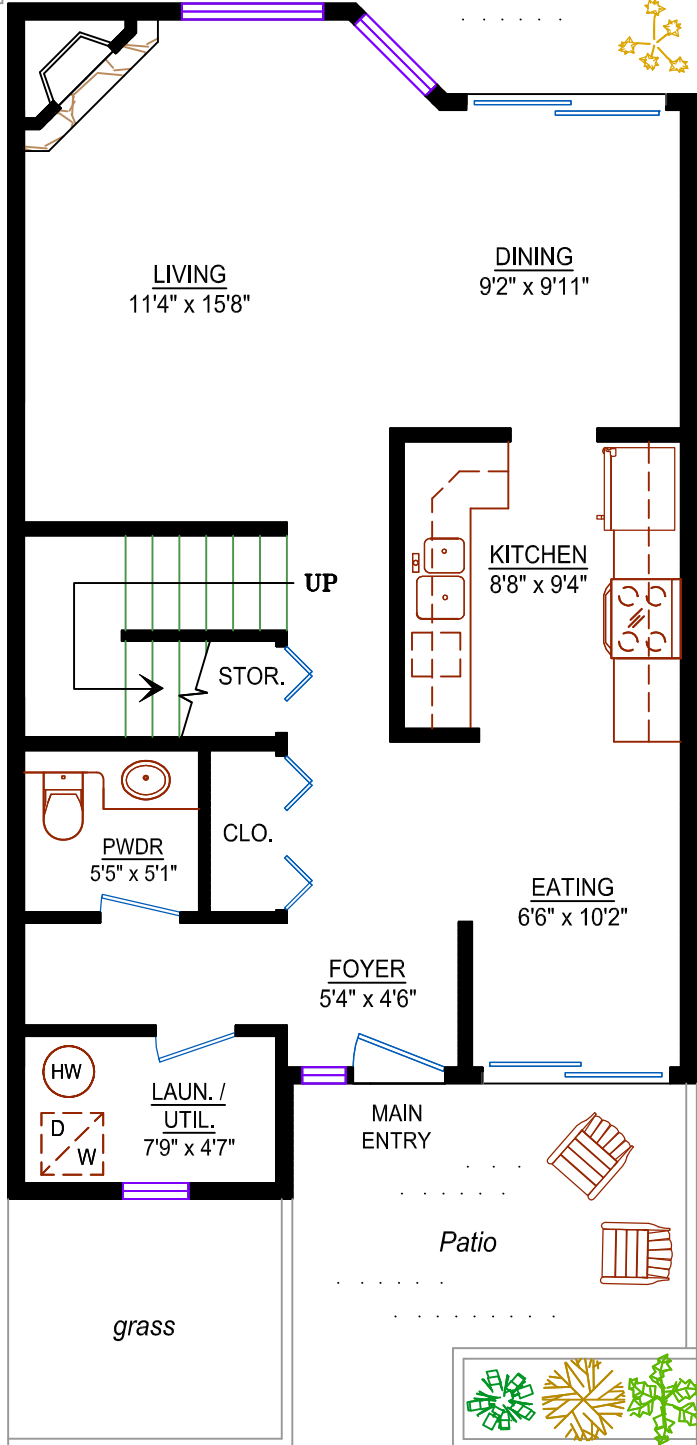 DINING
9'2" x 9'11"
LIVING
11'4" x 15'8"
KITCHEN
8'8" x 9'4"
UP
STOR.
CLO.
PWDR
5'5" x 5'1"
EATING
6'6" x 10'2"
FOYER
5'4" x 4'6"
HW
LAUN. /
UTIL.
7'9" x 4'7"
D
W
MAIN
ENTRY
Patio
grass